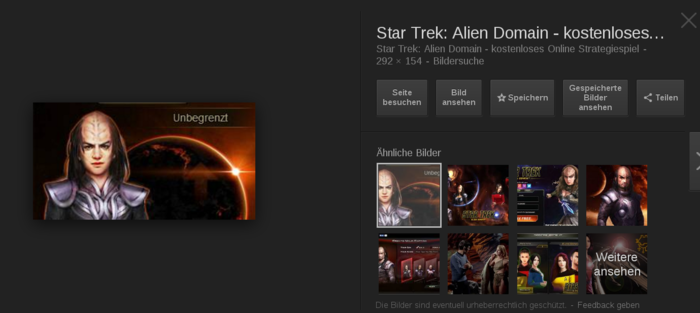 Unbegrenzt
Star Trek: Alien Domain - kostenloses…
Star Trek: Alien Domain - kostenloses Online Strategiespiel -
292 × 154 - Bildersuche
Seite
besuchen
Bild
ansehen
Speichern
Gespeicherte
Bilder
ansehen
Teilen
Ähnliche Bilder
Unbeg
Weitere
ansehen
Die Bilder sind eventuell urheberrechtlich geschützt. - Feedback geben